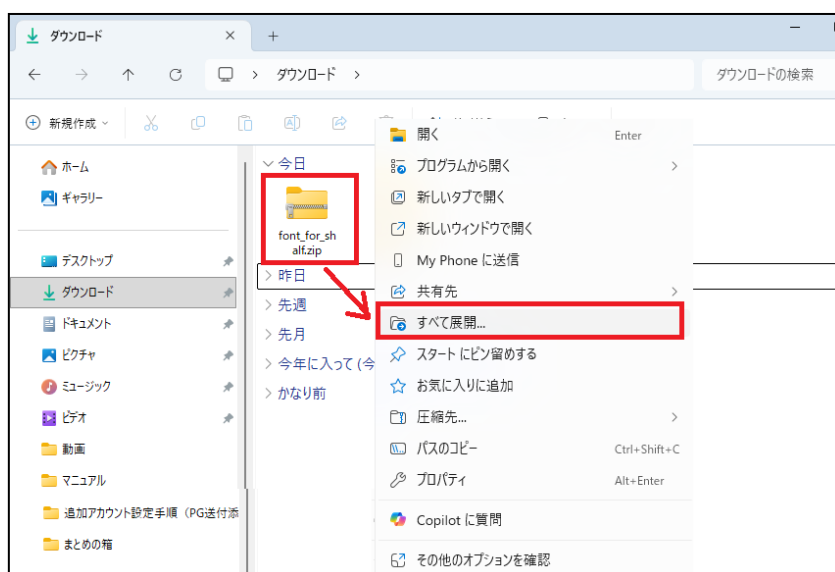 ダウンロード
ダウンロード
ダウンロードの検索
新規作成
ホーム
ギャラリー
デスクトップ
ダウンロード
ドキュメント
ピクチャ
ミュージック
ビデオ
動画
マニュアル
追加アカウント設定手順（PG送付添
まとめの箱
今日
font_for_sh
alf.zip
昨日
先週
先月
今年に入って (今
かなり前
開く Enter
プログラムから開く
新しいタブで開く
新しいウィンドウで開く
My Phone に送信
共有先
すべて展開...
スタート にピン留めする
お気に入りに追加
圧縮先...
パスのコピー Ctrl+Shift+C
プロパティ Alt+Enter
Copilot に質問
その他のオプションを確認